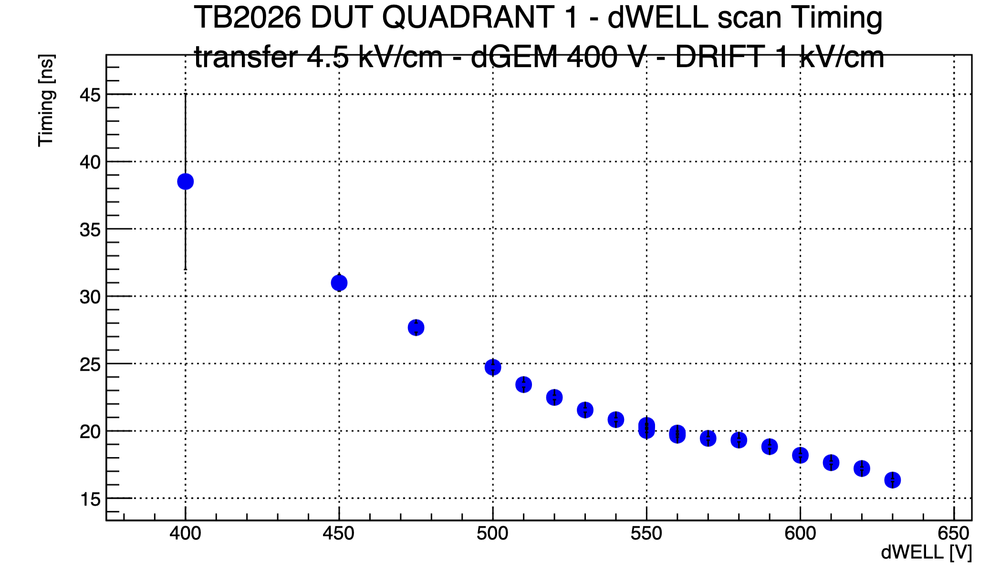 TB2026 DUT QUADRANT 1 - dWELL scan Timing
transfer 4.5 kV/cm - dGEM 400 V - DRIFT 1 kV/cm
Timing [ns]
45
40
35
30
25
20
15
400 450 500 550 600 650
dWELL [V]